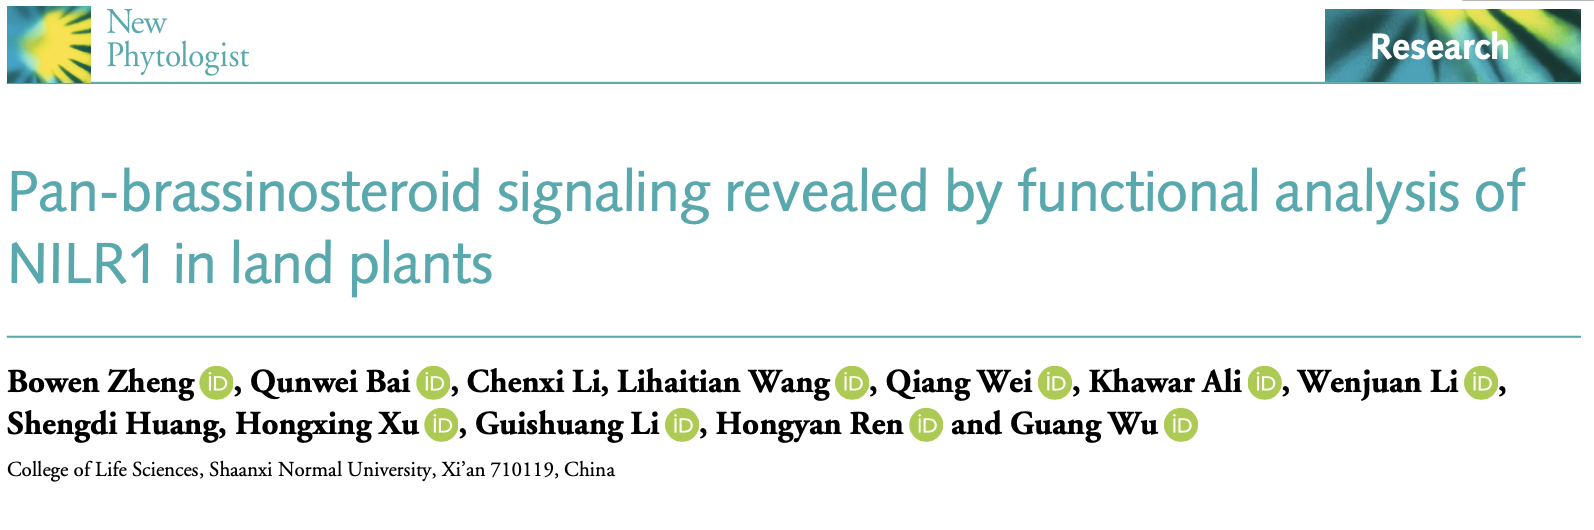 New
Phytologist
Research
Pan-brassinosteroid signaling revealed by functional analysis of
NILR1 in land plants
Bowen Zheng iD, Qunwei Bai iD, Chenxi Li, Lihaitian Wang iD, Qiang Wei iD, Khawar Ali iD, Wenjuan Li iD,
Shengdi Huang, Hongxing Xu iD, Guishuang Li iD, Hongyan Ren iD and Guang Wu iD
College of Life Sciences, Shaanxi Normal University, Xi’an 710119, China